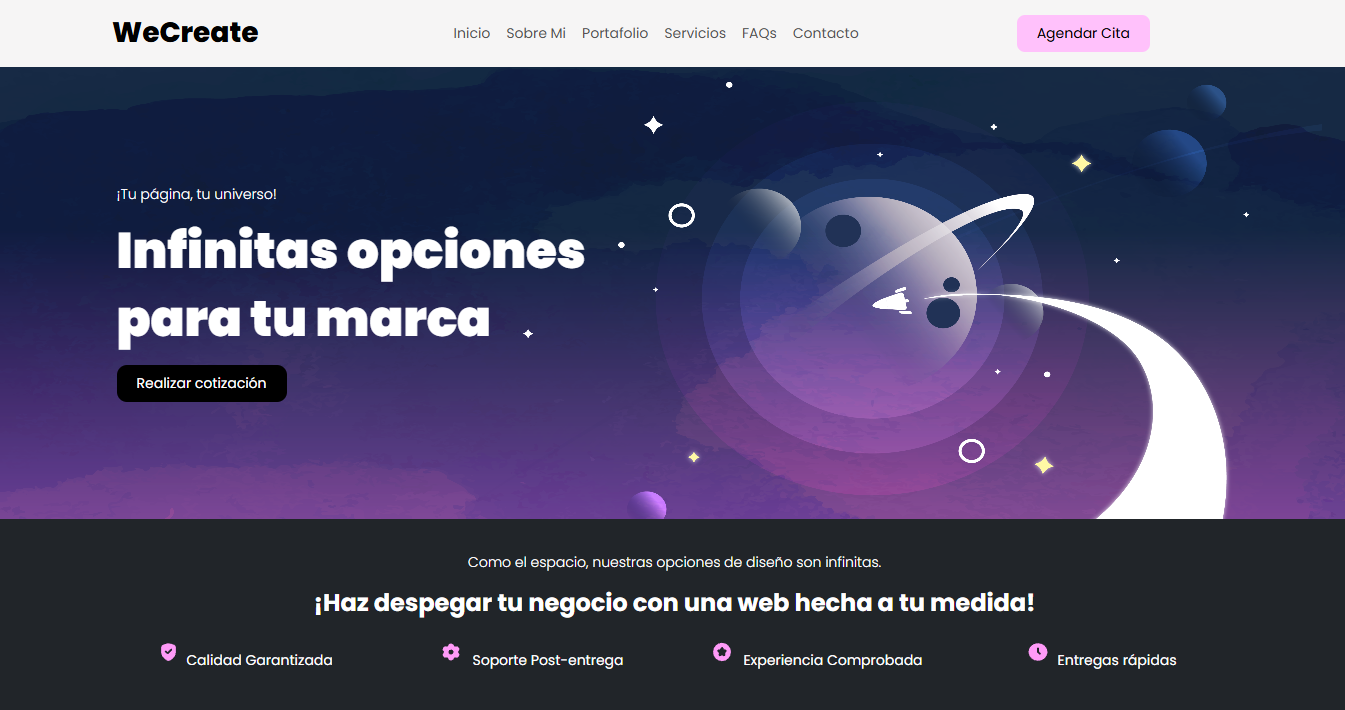 WeCreate
Inicio Sobre Mi Portafolio Servicios FAQs Contacto
Agendar Cita
¡Tu página, tu universo!
Infinitas opciones
para tu marca
Realizar cotización
Como el espacio, nuestras opciones de diseño son infinitas.
¡Haz despegar tu negocio con una web hecha a tu medida!
Calidad Garantizada
Soporte Post-entrega
Experiencia Comprobada
Entregas rápidas